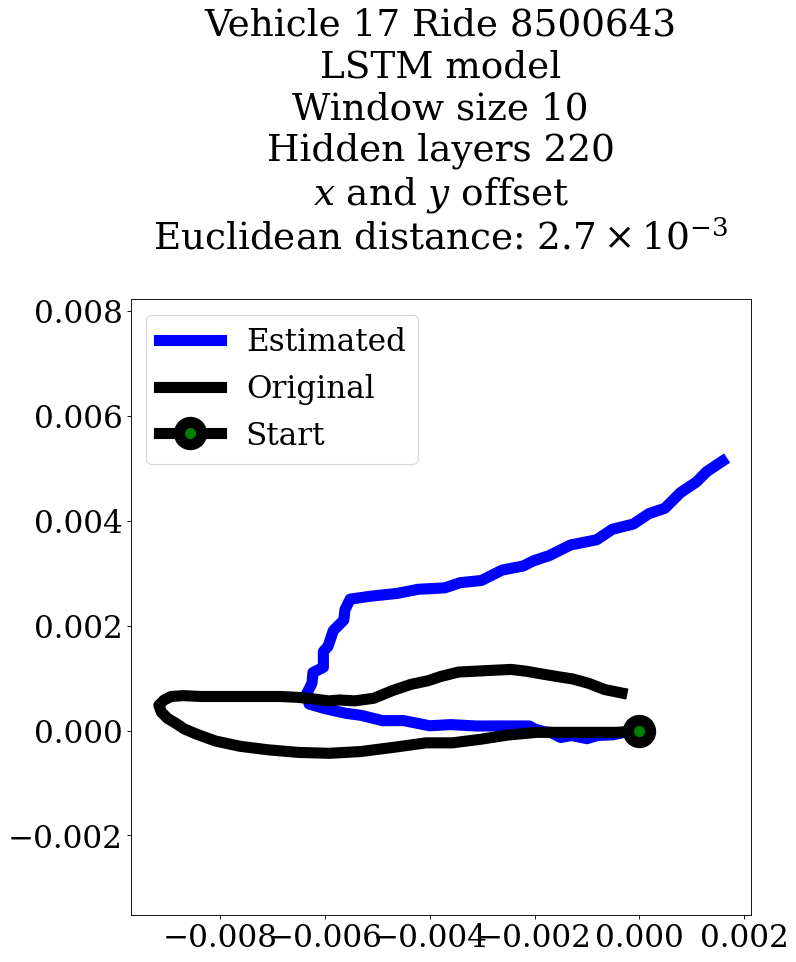 Vehicle 17 Ride 8500643
LSTM model
Window size 10
Hidden layers 220
x and y offset
Euclidean distance: 2.7 × 10⁻³
0.008
0.006
0.004
0.002
0.000
−0.002
Estimated
Original
Start
−0.008 −0.006 −0.004 −0.002 0.000 0.002